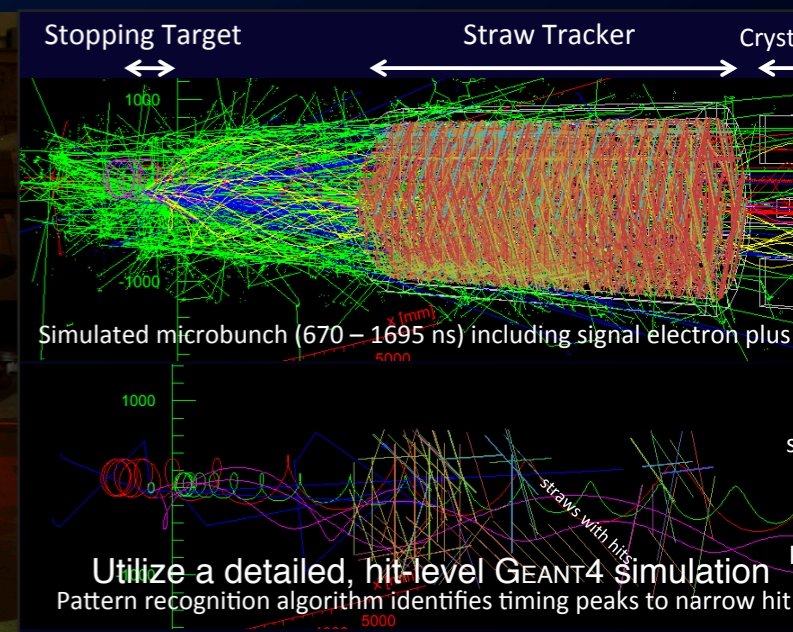 Stopping Target Straw Tracker Cryst
1000
-1000
x [mm]
Simulated microbunch (670 – 1695 ns) including signal electron plus
5000
1000
0
s
straws with hits
Utilize a detailed, hit-level GEANT4 simulation
-1000
Pattern recognition algorithm identifies timing peaks to narrow hit
5000